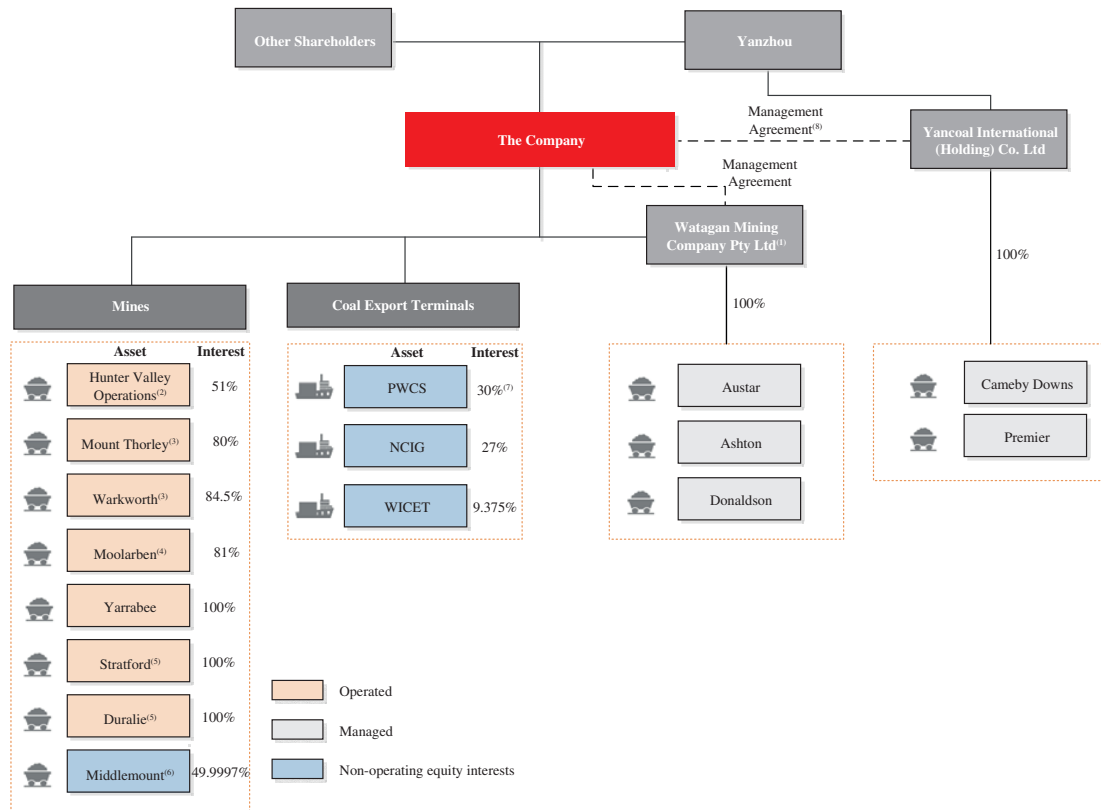 Other Shareholders
Yanzhou
Management
Agreement(8)
The Company
Yancoal International
(Holding) Co. Ltd
Management
Agreement
Watagan Mining
Company Pty Ltd(1)
100%
100%
Mines
Asset Interest
Hunter Valley
Operations(2)
51%
Mount Thorley(3) 80%
Warkworth(3) 84.5%
Moolarben(4) 81%
Yarrabee 100%
Stratford(5) 100%
Duralie(5) 100%
Middlemount(6) 49.9997%
Coal Export Terminals
Asset Interest
PWCS 30%(7)
NCIG 27%
WICET 9.375%
Austar
Ashton
Donaldson
Cameby Downs
Premier
Operated
Managed
Non-operating equity interests